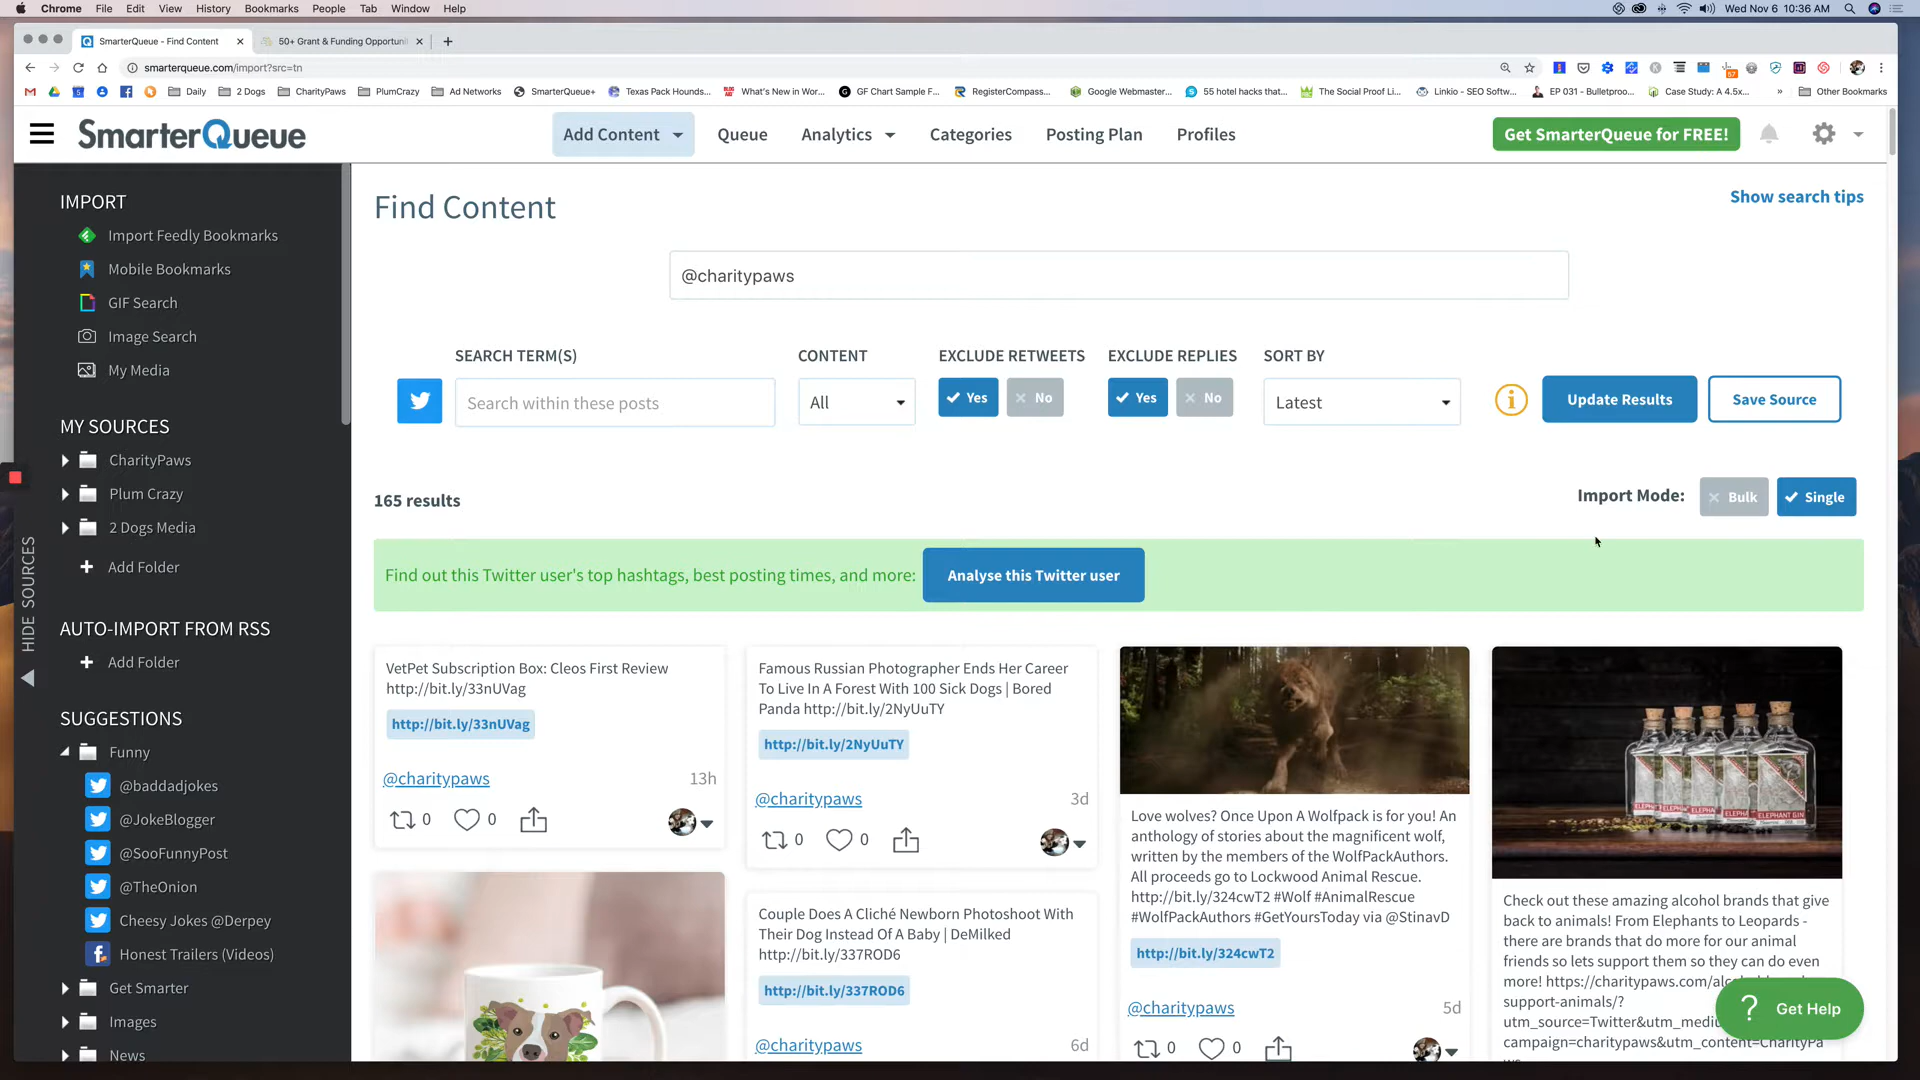 Chrome File Edit View History Bookmarks People Tab Window Help Wed Nov 6 10:36 AM
SmarterQueue - Find Content 50+ Grant & Funding Opportuni
smarterqueue.com/import?src=tn
Daily 2 Dogs CharityPaws PlumCrazy Ad Networks SmarterQueue+ Texas Pack Hounds... What's New in Wor... GF Chart Sample F... RegisterCompass... Google Webmaster... 55 hotel hacks that... The Social Proof Li... Linkio - SEO Softw... EP 031 - Bulletproo... Case Study: A 4.5x... » Other Bookmarks
SmarterQueue Add Content Queue Analytics Categories Posting Plan Profiles Get SmarterQueue for FREE!
IMPORT
Import Feedly Bookmarks
Mobile Bookmarks
GIF Search
Image Search
My Media
MY SOURCES
CharityPaws
Plum Crazy
2 Dogs Media
+ Add Folder
AUTO-IMPORT FROM RSS
+ Add Folder
SUGGESTIONS
Funny
@baddadjokes
@JokeBlogger
@SooFunnyPost
@TheOnion
Cheesy Jokes @Derpey
Honest Trailers (Videos)
Get Smarter
Images
News
HIDE SOURCES
Find Content
Show search tips
@charitypaws
SEARCH TERM(S) CONTENT EXCLUDE RETWEETS EXCLUDE REPLIES SORT BY
Search within these posts All Yes No Yes No Latest Update Results Save Source
165 results
Import Mode: Bulk Single
Find out this Twitter user's top hashtags, best posting times, and more: Analyse this Twitter user
VetPet Subscription Box: Cleos First Review
http://bit.ly/33nUVag
http://bit.ly/33nUVag
@charitypaws 13h
0 0
Famous Russian Photographer Ends Her Career
To Live In A Forest With 100 Sick Dogs | Bored
Panda http://bit.ly/2NyUuTY
http://bit.ly/2NyUuTY
@charitypaws 3d
0 0
Couple Does A Cliché Newborn Photoshoot With
Their Dog Instead Of A Baby | DeMilked
http://bit.ly/337ROD6
http://bit.ly/337ROD6
@charitypaws 6d
Love wolves? Once Upon A Wolfpack is for you! An
anthology of stories about the magnificent wolf,
written by the members of the WolfPackAuthors.
All proceeds go to Lockwood Animal Rescue.
http://bit.ly/324cwT2 #Wolf #AnimalRescue
#WolfPackAuthors #GetYoursToday via @StinavD
http://bit.ly/324cwT2
@charitypaws 5d
0 0
ELEPHANT GIN
Check out these amazing alcohol brands that give
back to animals! From Elephants to Leopards -
there are brands that do more for our animal
friends so lets support them so they can do even
more! https://charitypaws.com/
support-animals/?
utm_source=Twitter&utm_
campaign=charitypaws&utm_content=CharityPa
? Get Help